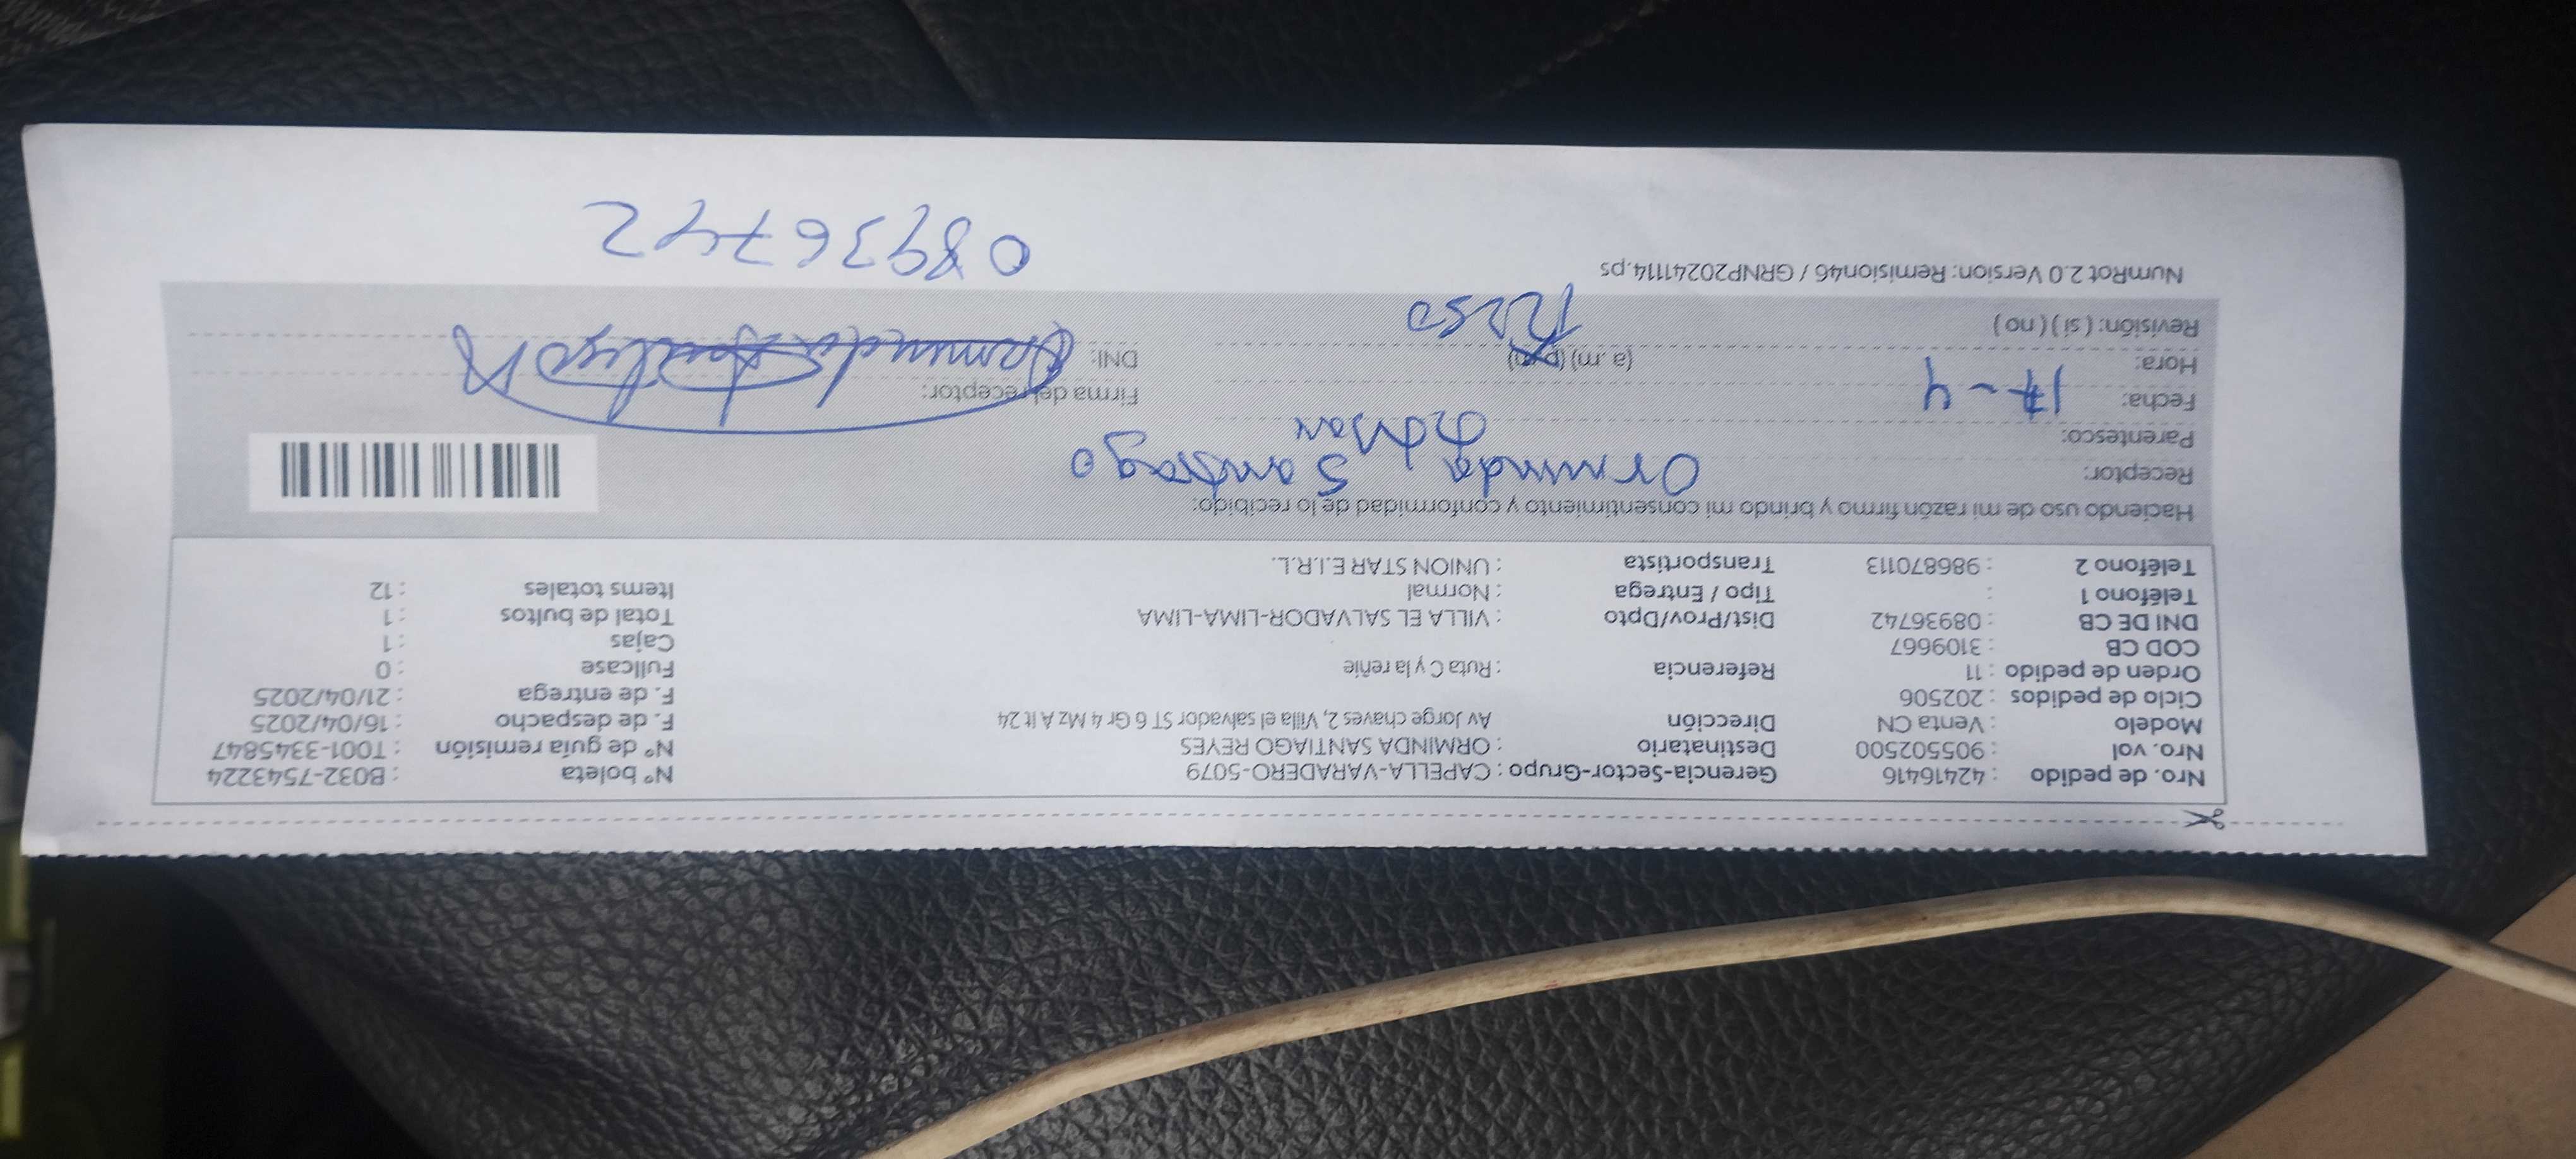 Nro. de pedido : 42416416 Gerencia-Sector-Grupo : CAPELLA-VARADERO-5079 N° boleta : B032-7543224
Nro. vol : 905502500 Destinatario : ORMINDA SANTIAGO REYES N° de guía remisión : T001-3345847
Modelo : Venta CN Dirección Av Jorge chaves 2, Villa el salvador ST 6 Gr 4 Mz A lt 24 F. de despacho : 16/04/2025
Ciclo de pedidos : 202506 F. de entrega : 21/04/2025
Orden de pedido : 11 Referencia : Ruta C y la reñie Fullcase : 0
COD CB : 3109667 Cajas : 1
DNI DE CB : 08936742 Dist/Prov/Dpto : VILLA EL SALVADOR-LIMA-LIMA Total de bultos : 1
Teléfono 1 : Tipo / Entrega : Normal Items totales : 12
Teléfono 2 : 986870113 Transportista : UNION STAR E.I.R.L.
Haciendo uso de mi razón firmo y brindo mi consentimiento y conformidad de lo recibido:
Receptor: Orminda Santiago
Parentesco:
Fecha: 17-4 Firma del receptor:
Hora: (a. m) (p. m) DNI:
Revisión: ( si ) ( no )
NumRot 2.0 Version: Remision46 / GRNP20241114.ps
08936742